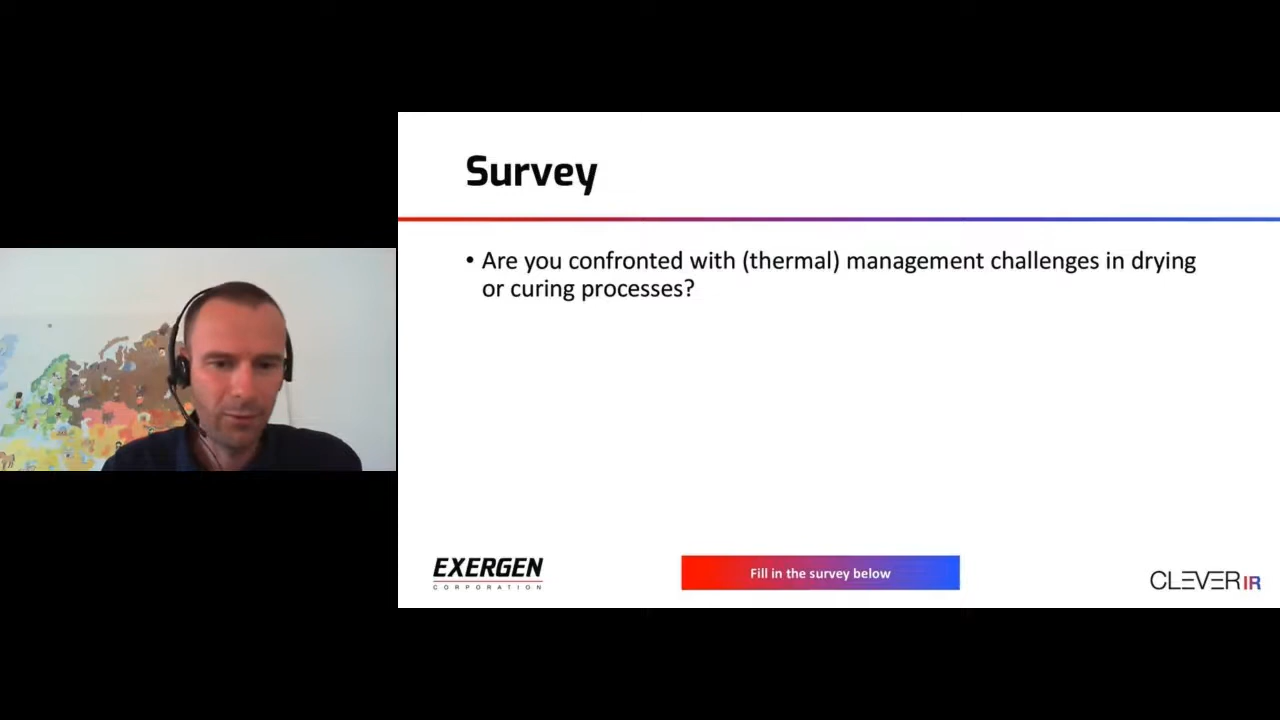 Survey
• Are you confronted with (thermal) management challenges in drying
or curing processes?
EXERGEN
CORPORATION
Fill in the survey below
CLEVERIR